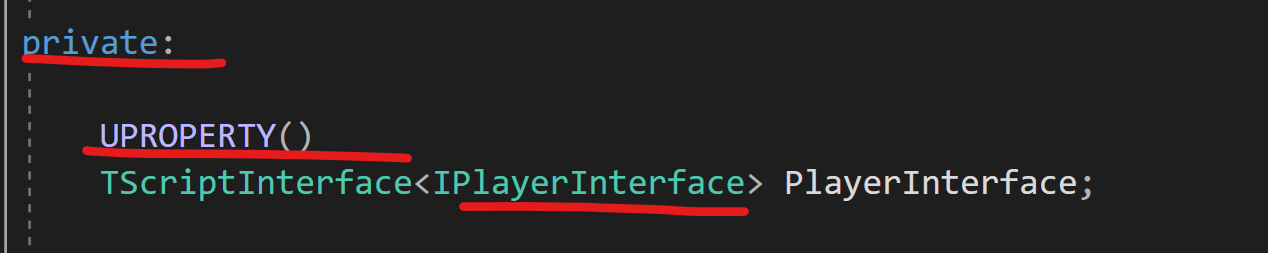 private:
UPROPERTY()
TScriptInterface<IPlayerInterface> PlayerInterface;